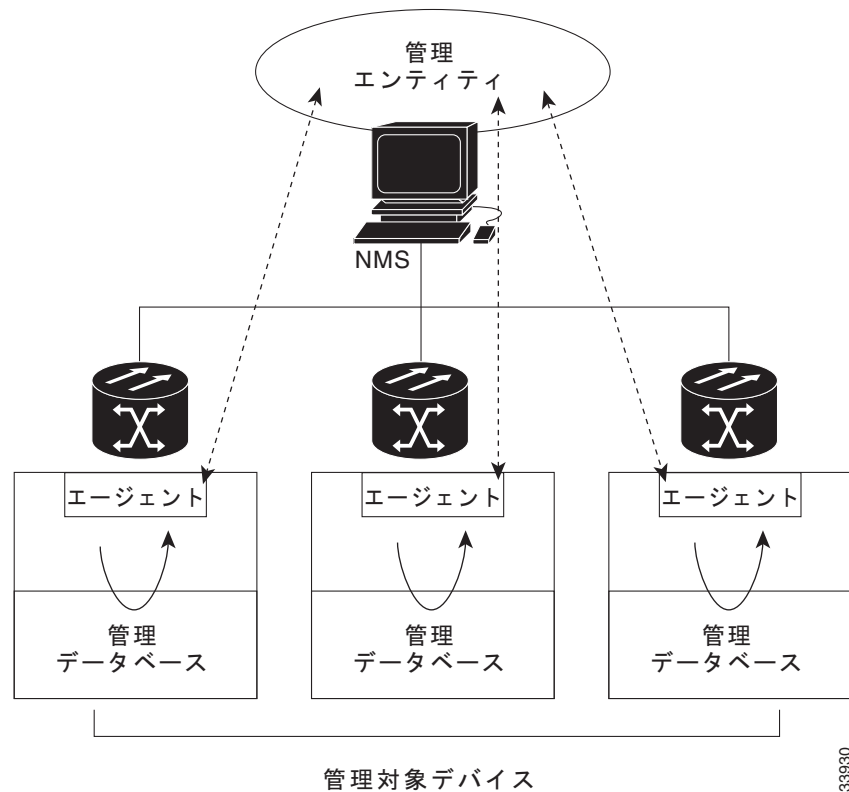 管理
エンティティ
NMS
エージェント
エージェント
エージェント
管理
データベース
管理
データベース
管理
データベース
管理対象デバイス
33930